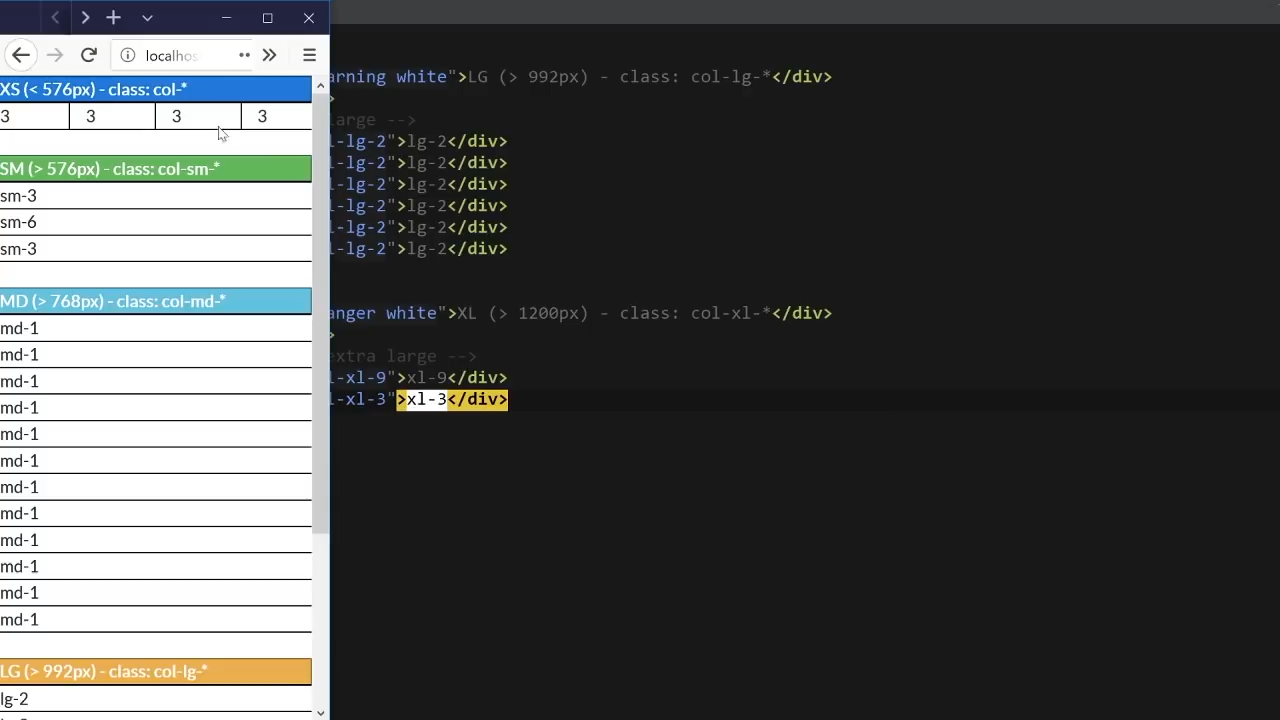 localhos
XS (< 576px) - class: col-*
3 3 3 3
SM (> 576px) - class: col-sm-*
sm-3
sm-6
sm-3
MD (> 768px) - class: col-md-*
md-1
md-1
md-1
md-1
md-1
md-1
md-1
md-1
md-1
md-1
md-1
md-1
LG (> 992px) - class: col-lg-*
lg-2
arning white">LG (> 992px) - class: col-lg-*</div>
>
large -->
l-lg-2">lg-2</div>
l-lg-2">lg-2</div>
l-lg-2">lg-2</div>
l-lg-2">lg-2</div>
l-lg-2">lg-2</div>
l-lg-2">lg-2</div>
anger white">XL (> 1200px) - class: col-xl-*</div>
>
extra large -->
l-xl-9">xl-9</div>
l-xl-3">xl-3</div>